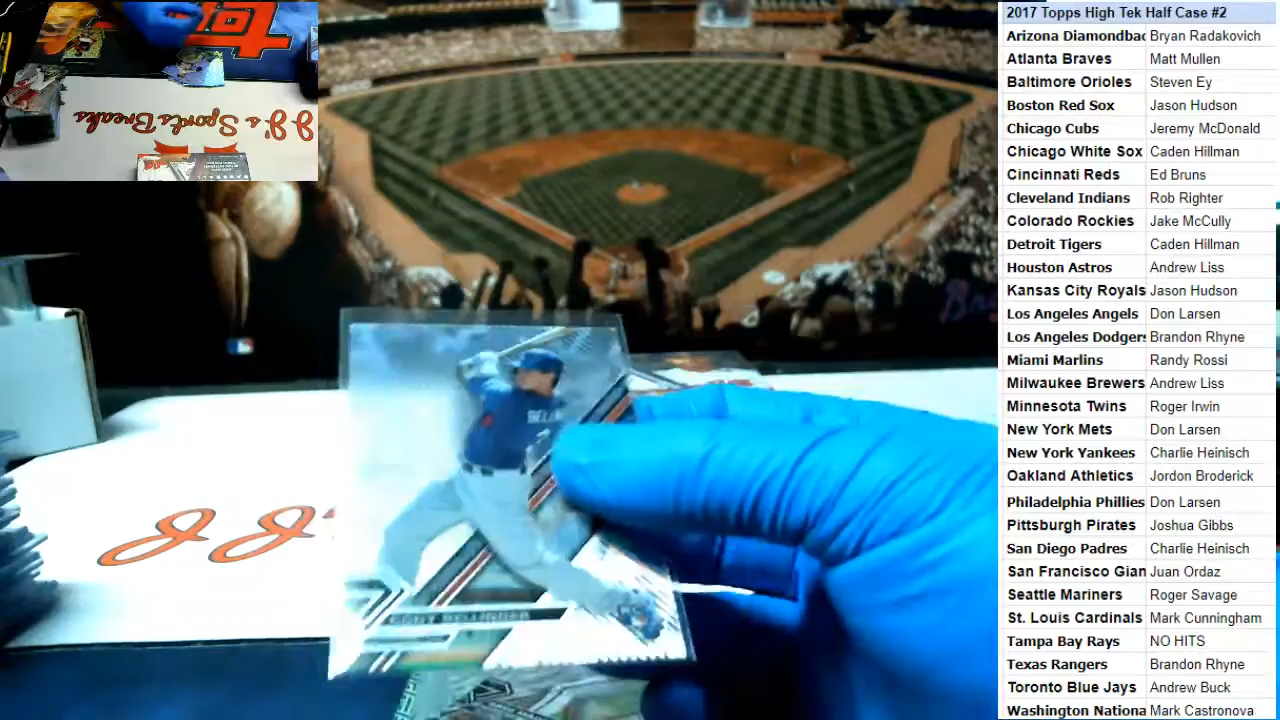 2017 Topps High Tek Half Case #2
Arizona Diamondbac Bryan Radakovich
Atlanta Braves Matt Mullen
Baltimore Orioles Steven Ey
Boston Red Sox Jason Hudson
Chicago Cubs Jeremy McDonald
Chicago White Sox Caden Hillman
Cincinnati Reds Ed Bruns
Cleveland Indians Rob Righter
Colorado Rockies Jake McCully
Detroit Tigers Caden Hillman
Houston Astros Andrew Liss
Kansas City Royals Jason Hudson
Los Angeles Angels Don Larsen
Los Angeles Dodgers Brandon Rhyne
Miami Marlins Randy Rossi
Milwaukee Brewers Andrew Liss
Minnesota Twins Roger Irwin
New York Mets Don Larsen
New York Yankees Charlie Heinisch
Oakland Athletics Jordon Broderick
Philadelphia Phillies Don Larsen
Pittsburgh Pirates Joshua Gibbs
San Diego Padres Charlie Heinisch
San Francisco Gian Juan Ordaz
Seattle Mariners Roger Savage
St. Louis Cardinals Mark Cunningham
Tampa Bay Rays NO HITS
Texas Rangers Brandon Rhyne
Toronto Blue Jays Andrew Buck
Washington Nationa Mark Castronova
J J's Sports Breaks
JJ'
CODY BELLINGER